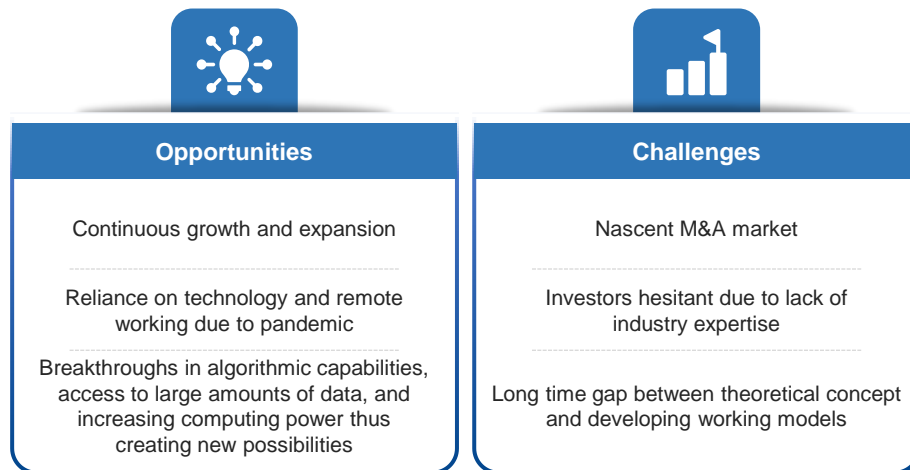 Opportunities
Continuous growth and expansion
Reliance on technology and remote
working due to pandemic
Breakthroughs in algorithmic capabilities,
access to large amounts of data, and
increasing computing power thus
creating new possibilities
Challenges
Nascent M&A market
Investors hesitant due to lack of
industry expertise
Long time gap between theoretical concept
and developing working models